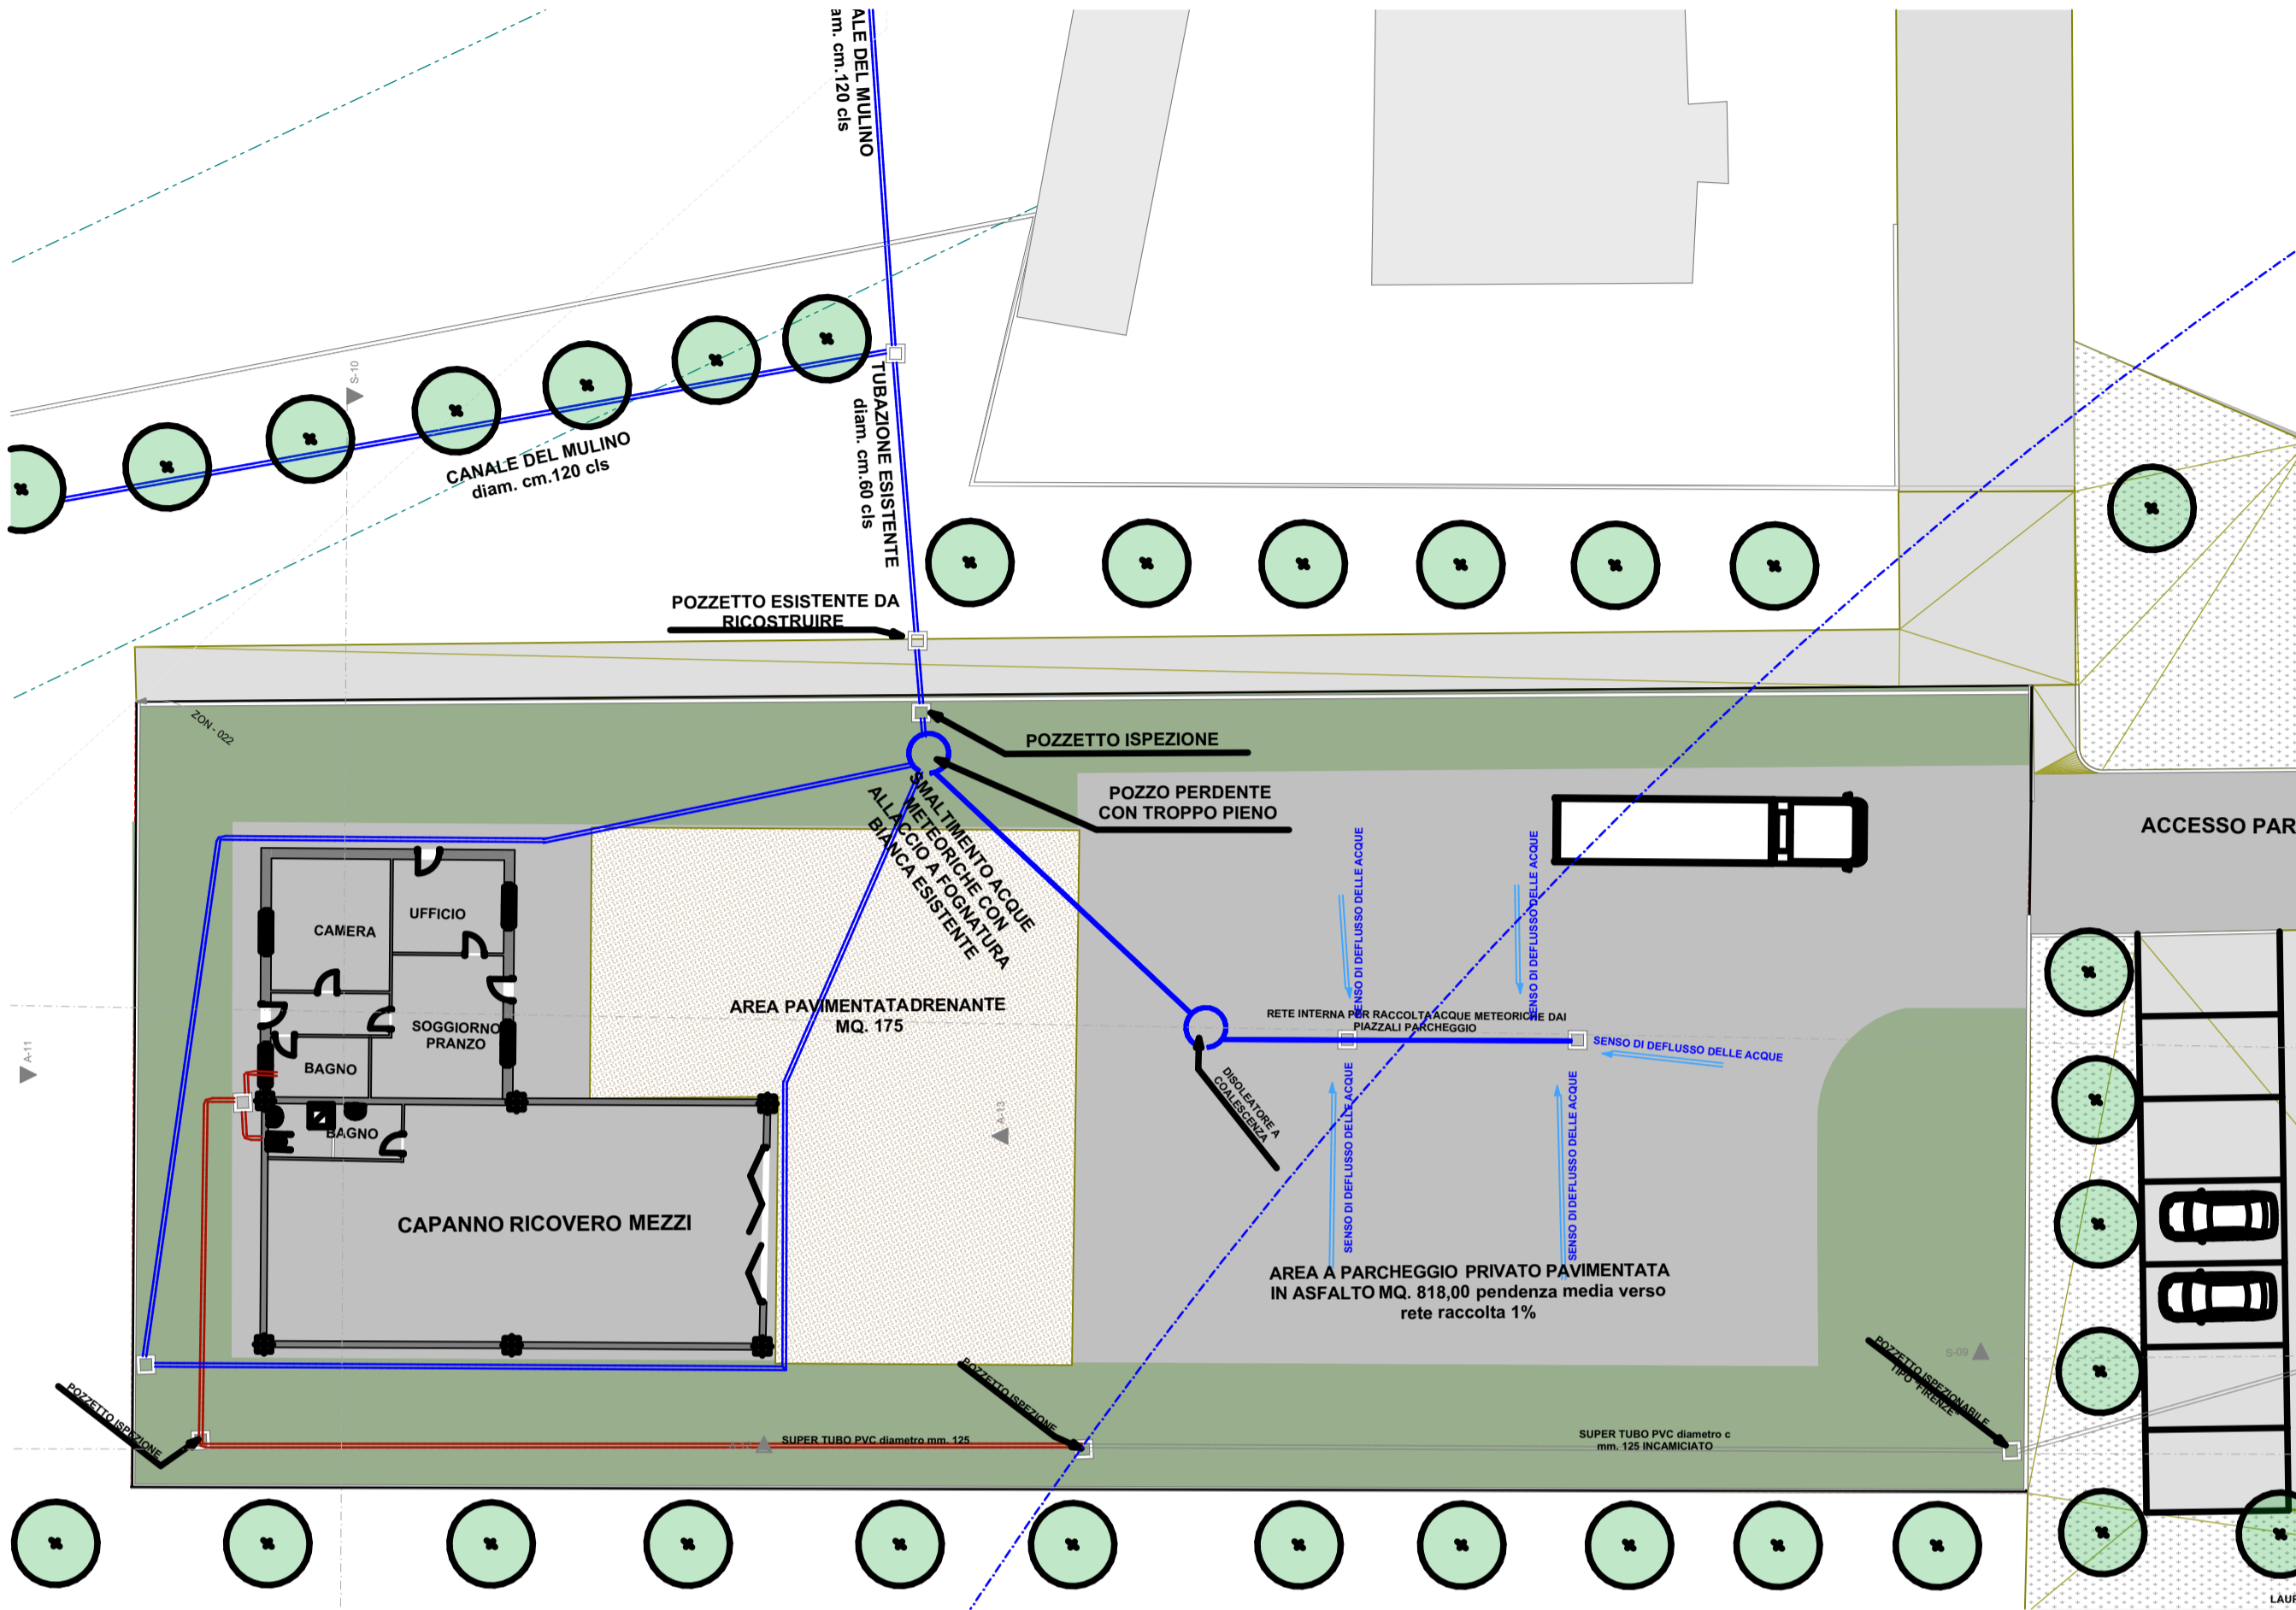 ALE DEL MULINO
am. cm.120 cls
S-10
CANALE DEL MULINO
diam. cm.120 cls
TUBAZIONE ESISTENTE
diam. cm.60 cls
POZZETTO ESISTENTE DA
RICOSTRUIRE
ZON - 022
POZZETTO ISPEZIONE
POZZO PERDENTE
CON TROPPO PIENO
SMALTIMENTO ACQUE
METEORICHE CON
ALLACCIO A FOGNATURA
BIANCA ESISTENTE
ACCESSO PAR
UFFICIO
CAMERA
SENSO DI DEFLUSSO DELLE ACQUE
SENSO DI DEFLUSSO DELLE ACQUE
AREA PAVIMENTATA DRENANTE
MQ. 175
RETE INTERNA PER RACCOLTA ACQUE METEORICHE DAI
PIAZZALI PARCHEGGIO
SOGGIORNO
PRANZO
SENSO DI DEFLUSSO DELLE ACQUE
A-11
BAGNO
DISOLEATORE A
COALESCENZA
SENSO DI DEFLUSSO DELLE ACQUE
SENSO DI DEFLUSSO DELLE ACQUE
A-13
BAGNO
CAPANNO RICOVERO MEZZI
AREA A PARCHEGGIO PRIVATO PAVIMENTATA
IN ASFALTO MQ. 818,00 pendenza media verso
rete raccolta 1%
S-09
POZZETTO ISPEZIONABILE
TIPO "FIRENZE"
POZZETTO ISPEZIONE
POZZETTO ISPEZIONE
SUPER TUBO PVC diametro mm. 125
SUPER TUBO PVC diametro c
mm. 125 INCAMICIATO
LAUR